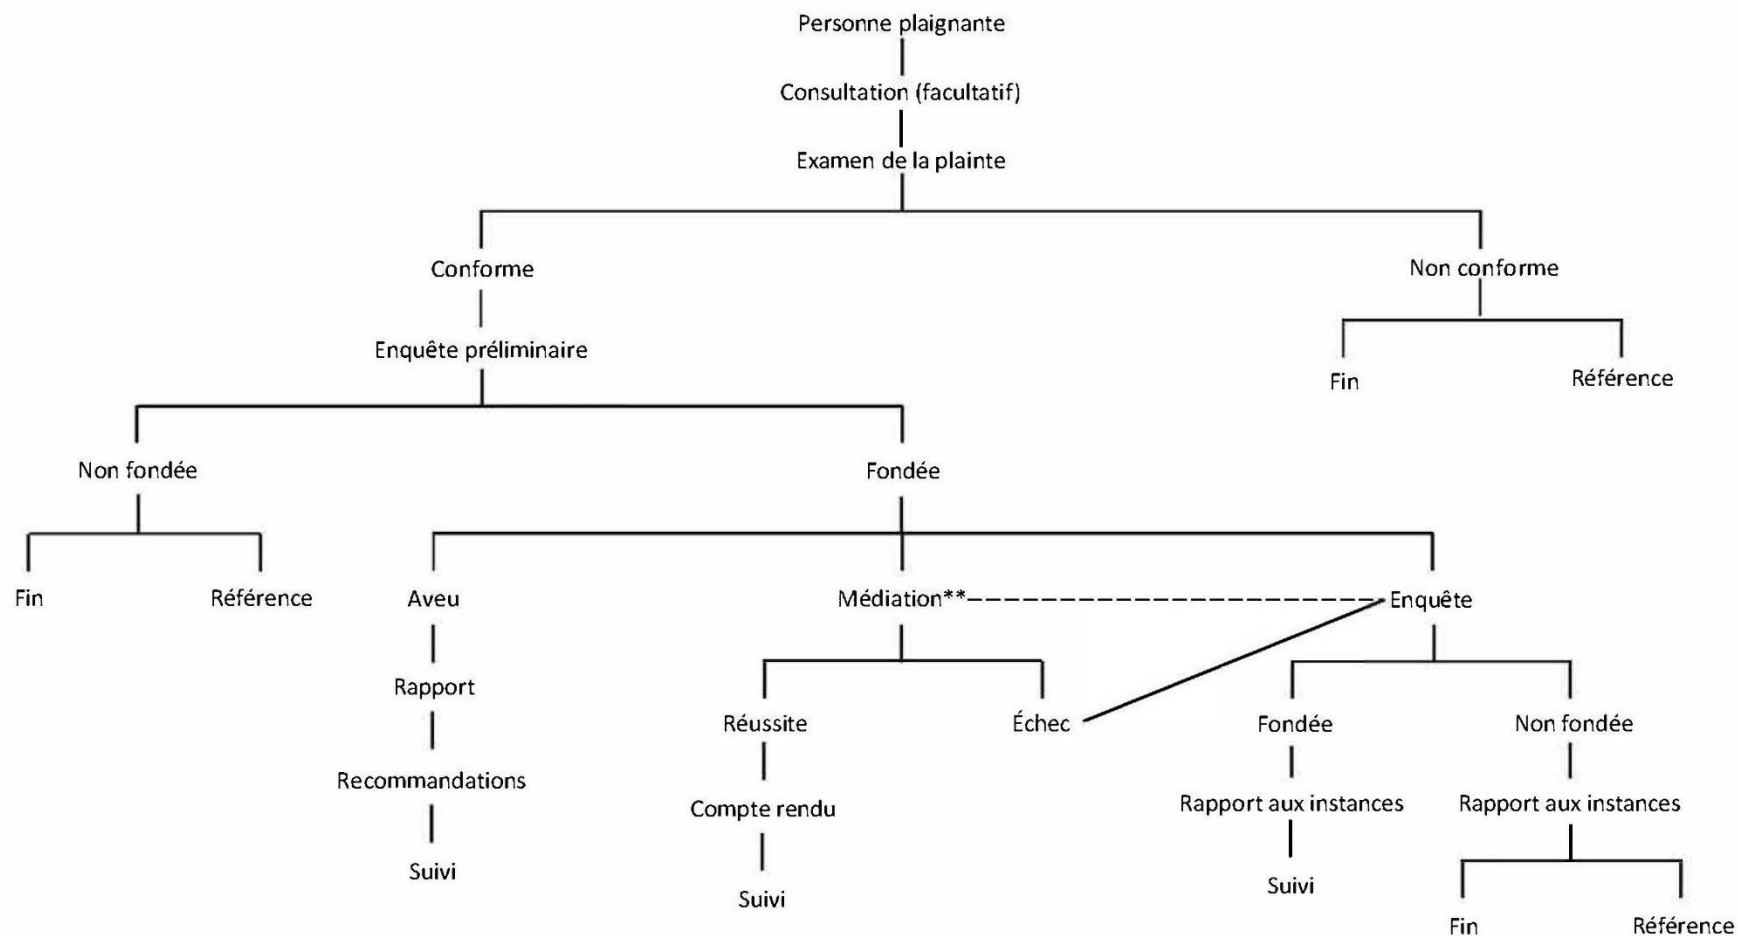 Personne plaignante
Consultation (facultatif)
Examen de la plainte
Conforme
Non conforme
Enquête préliminaire
Fin
Référence
Non fondée
Fondée
Fin
Référence
Aveu
Médiation**
Enquête
Rapport
Réussite
Échec
Fondée
Non fondée
Recommandations
Compte rendu
Rapport aux instances
Rapport aux instances
Suivi
Suivi
Suivi
Fin
Référence